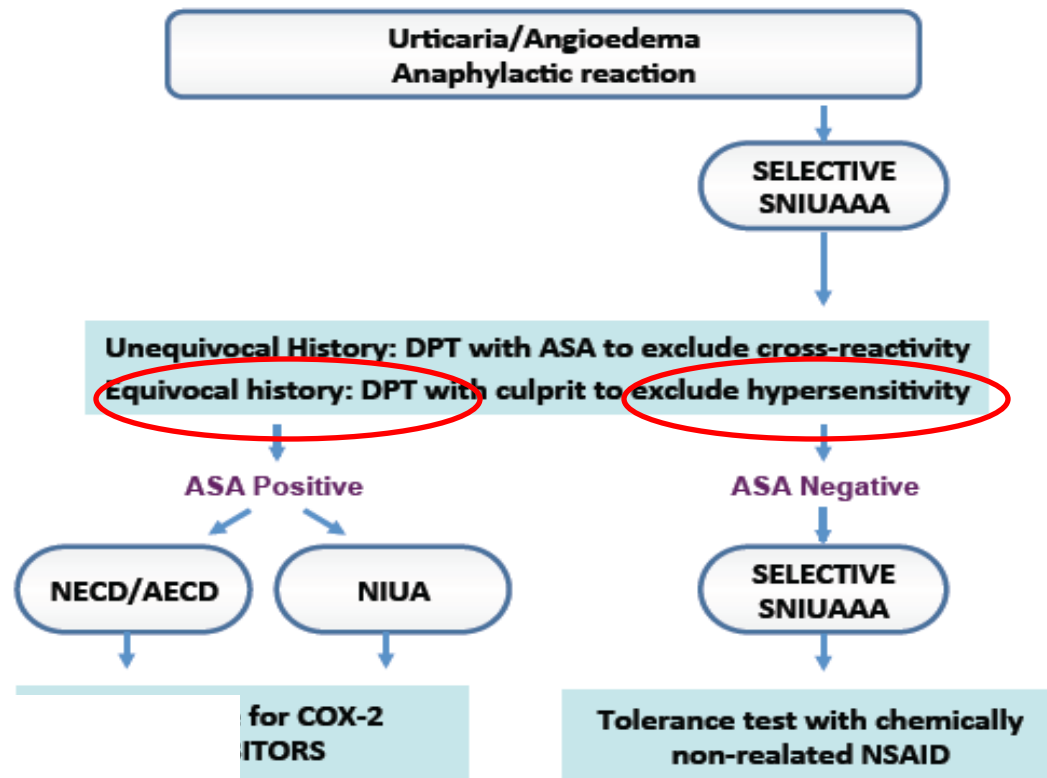 Urticaria/Angioedema
Anaphylactic reaction
SELECTIVE
SNIUAAA
Unequivocal History: DPT with ASA to exclude cross-reactivity
Equivocal history: DPT with culprit to exclude hypersensitivity
ASA Positive
ASA Negative
NECD/AECD
NIUA
SELECTIVE
SNIUAAA
for COX-2
Tolerance test with chemically
non-realated NSAID